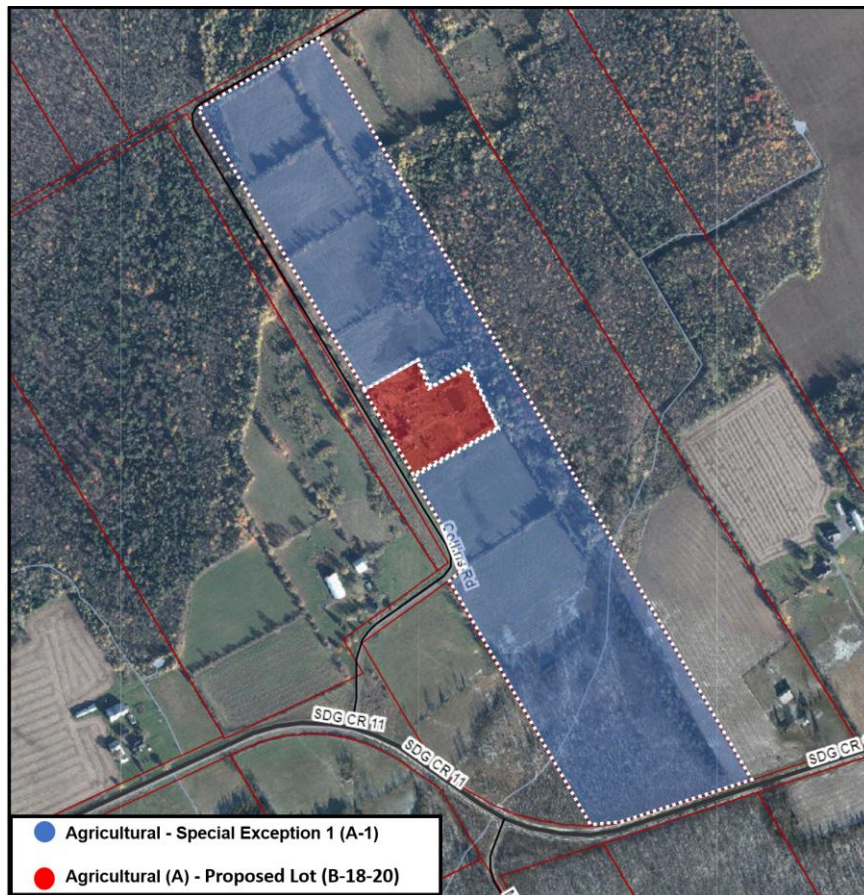 Collins Rd
SDG CR 11
SDG CR 11
SDG CR
Agricultural - Special Exception 1 (A-1)
Agricultural (A) - Proposed Lot (B-18-20)